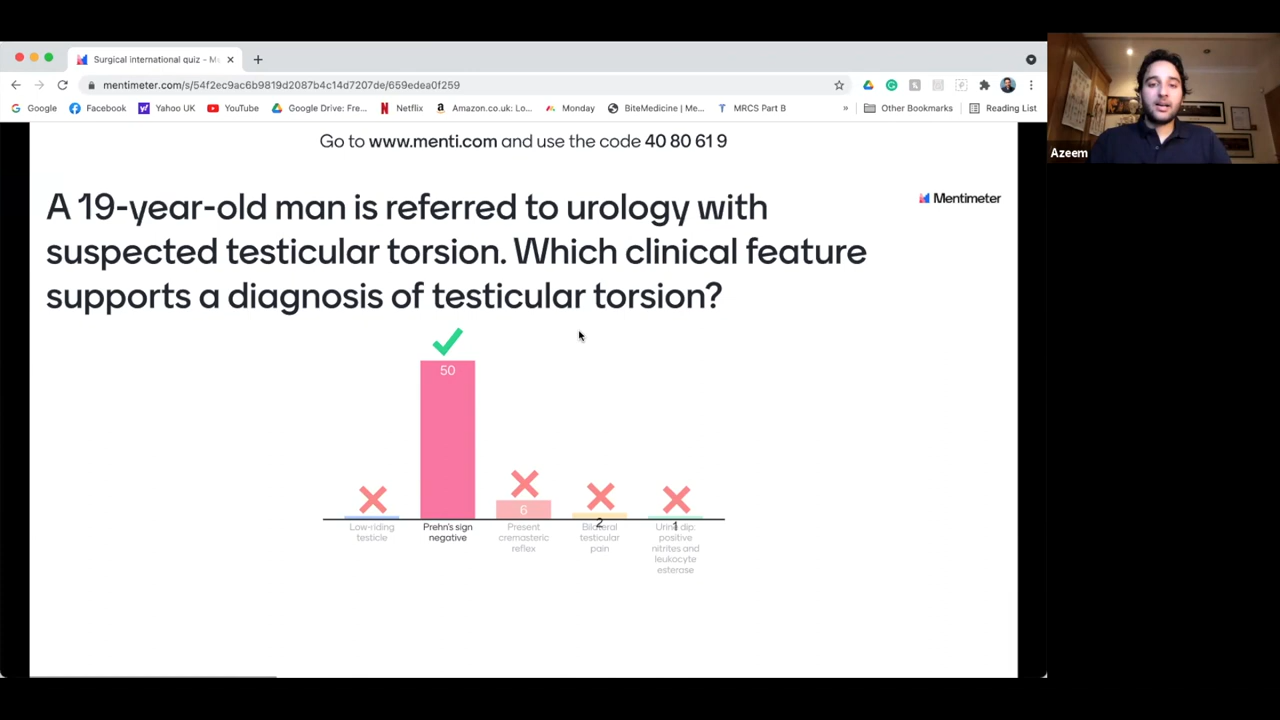 Surgical international quiz - Me
mentimeter.com/s/54f2ec9ac6b9819d2087b4c14d7207de/659edea0f259
Google
Facebook
Yahoo UK
YouTube
Google Drive: Fre...
Netflix
Amazon.co.uk: Lo...
Monday
BiteMedicine | Me...
MRCS Part B
»
Other Bookmarks
Reading List
Azeem
Go to www.menti.com and use the code 40 80 61 9
Mentimeter
A 19-year-old man is referred to urology with
suspected testicular torsion. Which clinical feature
supports a diagnosis of testicular torsion?
50
6
2
1
Low-riding
testicle
Prehn's sign
negative
Present
cremasteric
reflex
Bilateral
testicular
pain
Urine dip:
positive
nitrites and
leukocyte
esterase